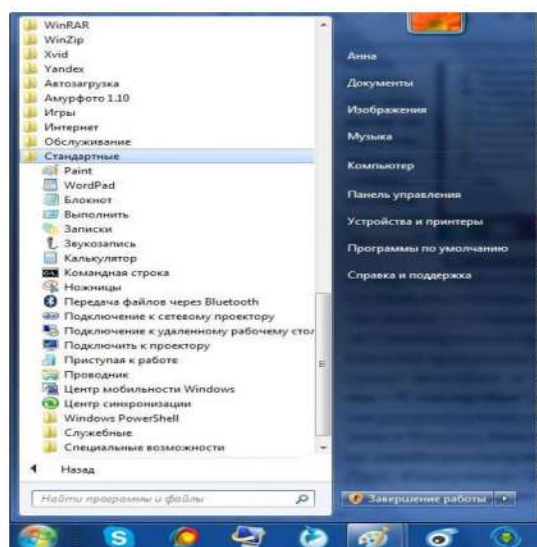 WinRAR
WinZip
Xvid
Yandex
Автозагрузка
Амурфото 1.10
Игры
Интернет
Обслуживание
Стандартные
Paint
WordPad
Блокнот
Выполнить
Записки
Звукозапись
Калькулятор
Командная строка
Ножницы
Передача файлов через Bluetooth
Подключение к сетевому проектору
Подключение к удаленному рабочему стол
Подключить к проектору
Приступая к работе
Проводник
Центр мобильности Windows
Центр синхронизации
Windows PowerShell
Служебные
Специальные возможности
Назад
Найти программы и файлы
Анна
Документы
Изображения
Музыка
Компьютер
Панель управления
Устройства и принтеры
Программы по умолчанию
Справка и поддержка
Завершение работы